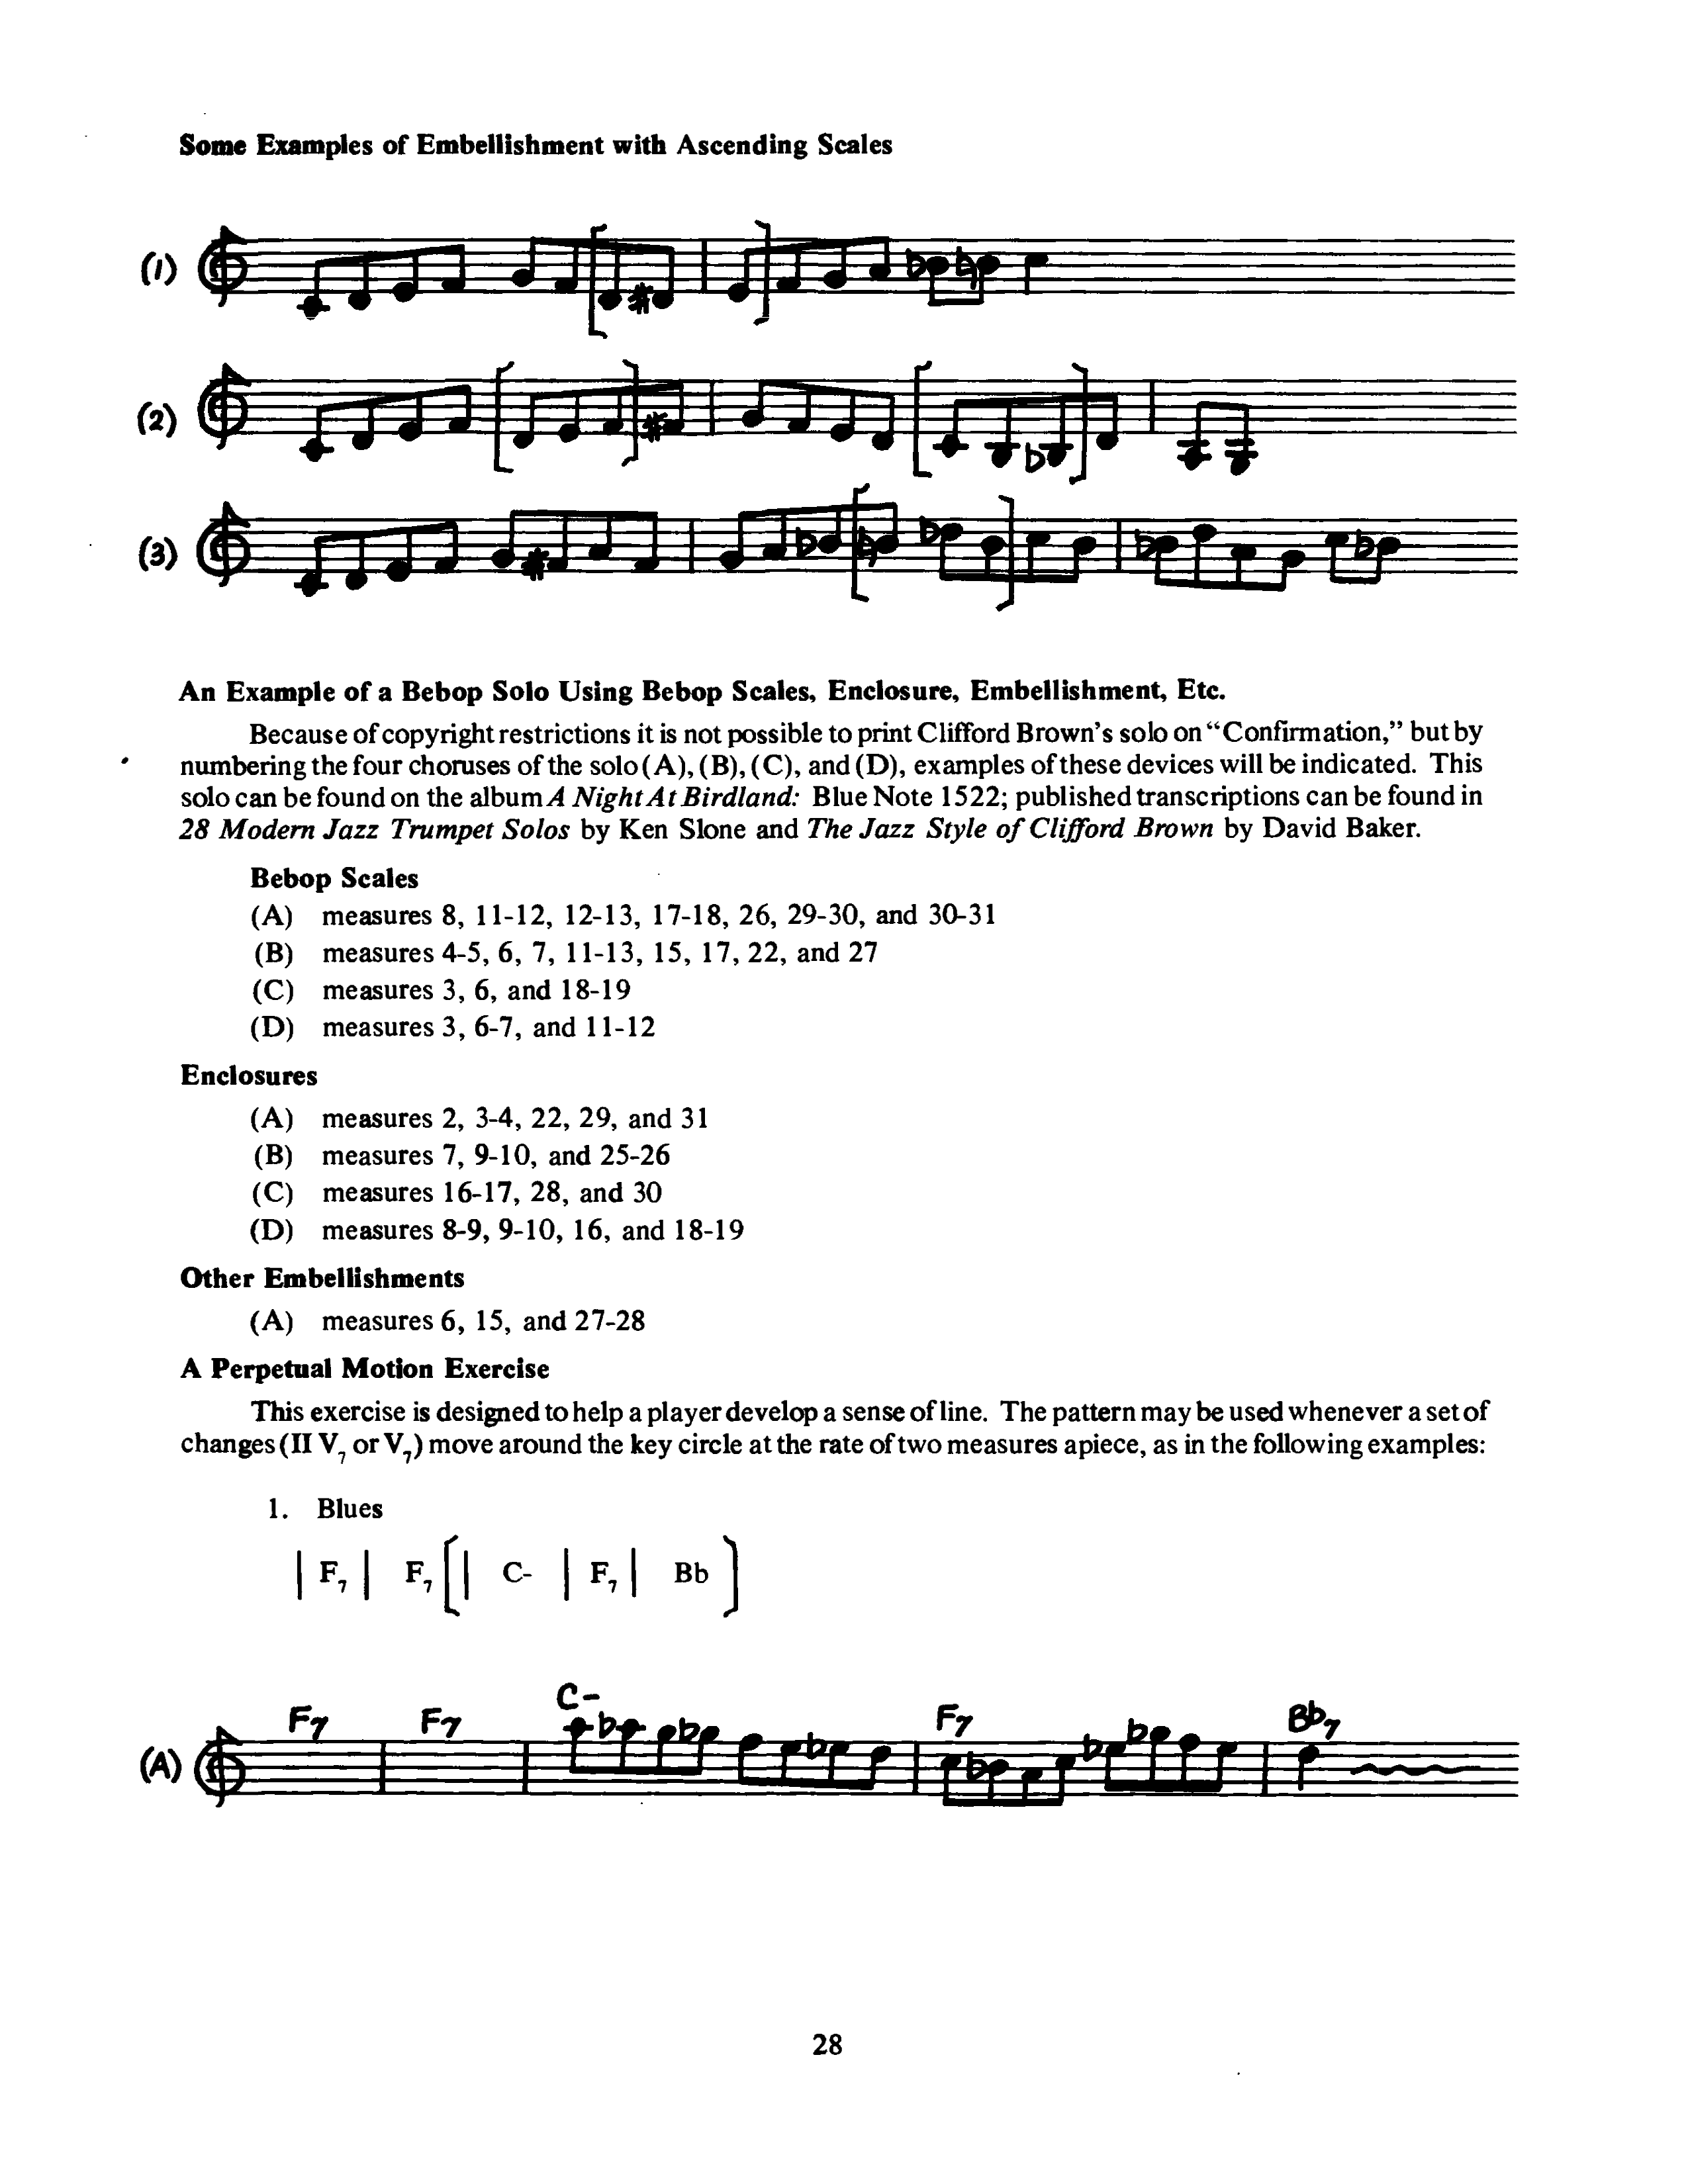 Some Examples of Embellishment with Ascending Scales
(1)
(2)
(3)
An Example of a Bebop Solo Using Bebop Scales, Enclosure, Embellishment, Etc.
Because of copyright restrictions it is not possible to print Clifford Brown's solo on “Confirmation,” but by
numbering the four choruses of the solo (A), (B), (C), and (D), examples of these devices will be indicated. This
solo can be found on the album A Night At Birdland: Blue Note 1522; published transcriptions can be found in
28 Modern Jazz Trumpet Solos by Ken Slone and The Jazz Style of Clifford Brown by David Baker.
Bebop Scales
(A) measures 8, 11-12, 12-13, 17-18, 26, 29-30, and 30-31
(B) measures 4-5, 6, 7, 11-13, 15, 17, 22, and 27
(C) measures 3, 6, and 18-19
(D) measures 3, 6-7, and 11-12
Enclosures
(A) measures 2, 3-4, 22, 29, and 31
(B) measures 7, 9-10, and 25-26
(C) measures 16-17, 28, and 30
(D) measures 8-9, 9-10, 16, and 18-19
Other Embellishments
(A) measures 6, 15, and 27-28
A Perpetual Motion Exercise
This exercise is designed to help a player develop a sense of line. The pattern may be used whenever a set of
changes (II V7 or V7) move around the key circle at the rate of two measures apiece, as in the following examples:
1. Blues
| F7 | F7 [| C- | F7 | Bb ]
F7 F7 C- F7 Bb7
(A)
28